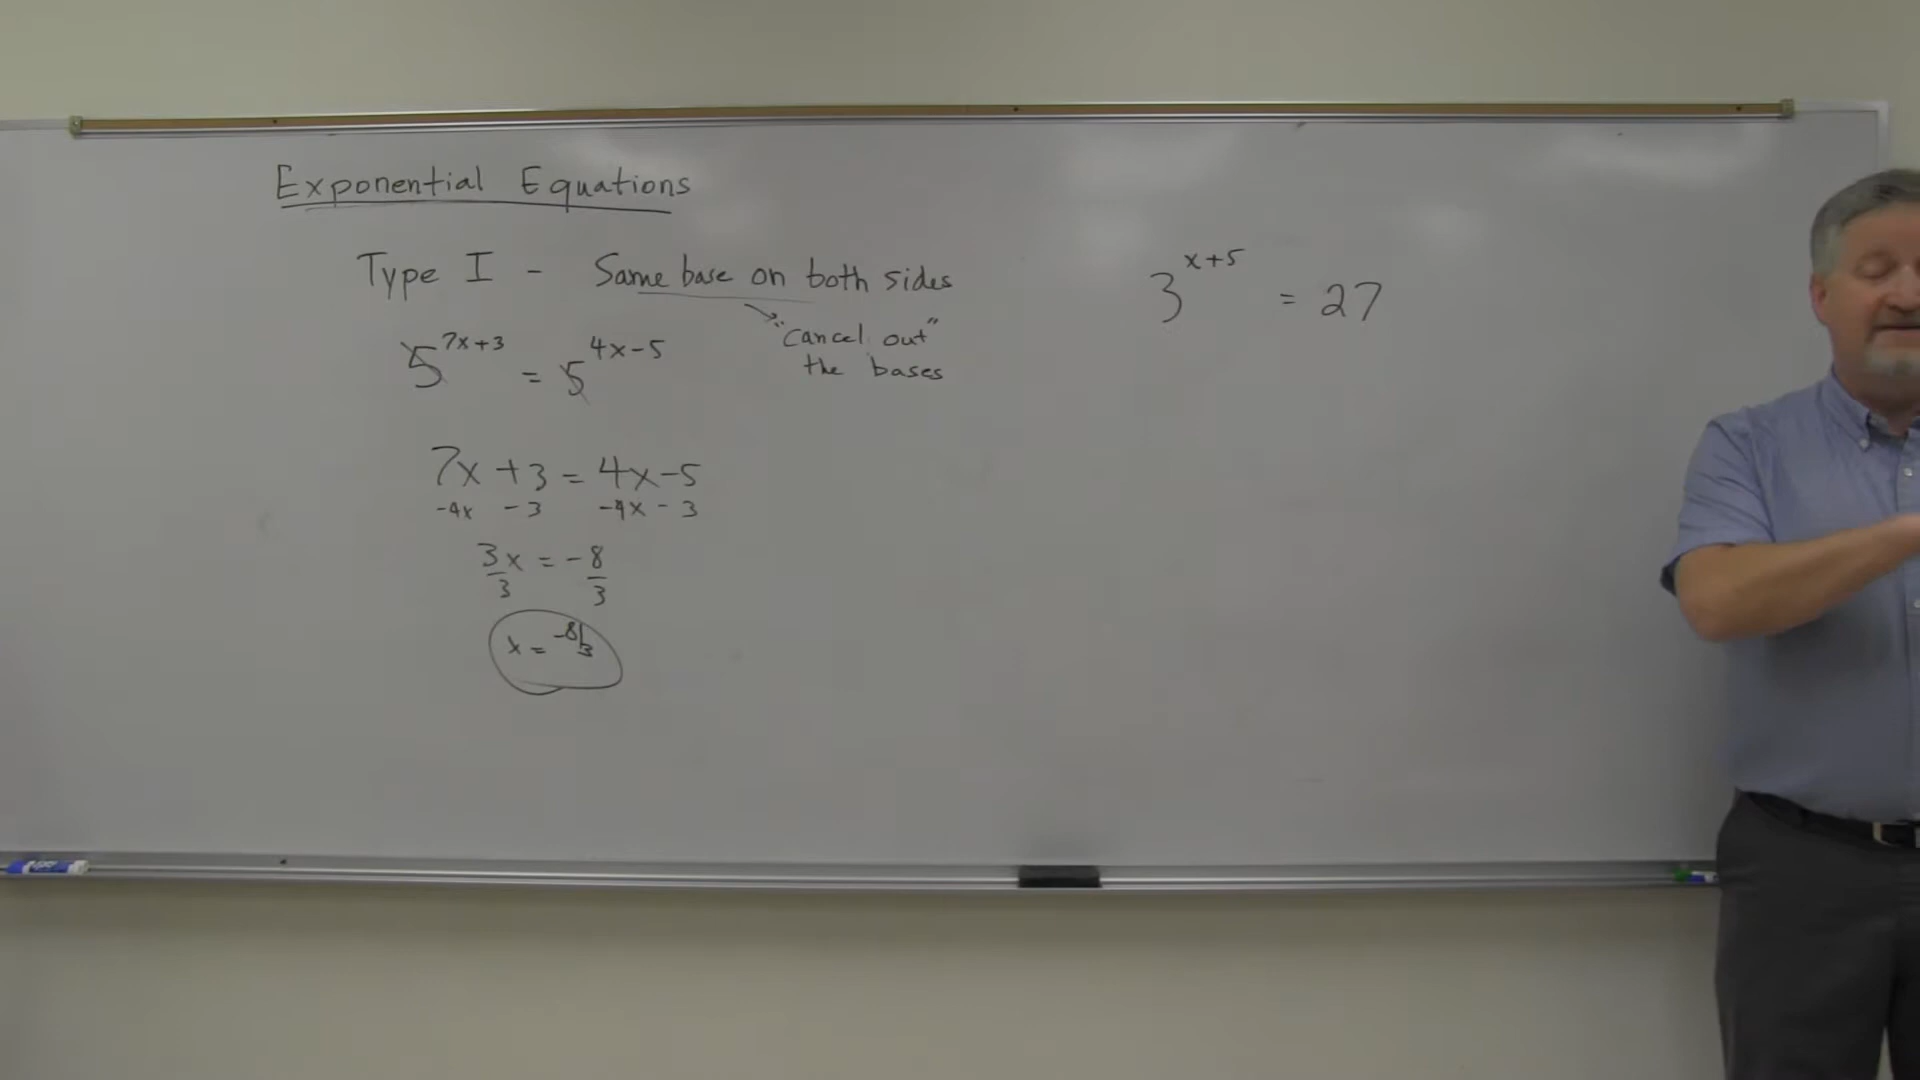 Exponential Equations
Type I - Same base on both sides
"Cancel out"
the bases
5^{7x+3} = 5^{4x-5}
7x + 3 = 4x - 5
-4x - 3 -4x - 3
3x = -8
3 3
x = -8/3
3^{x+5} = 27